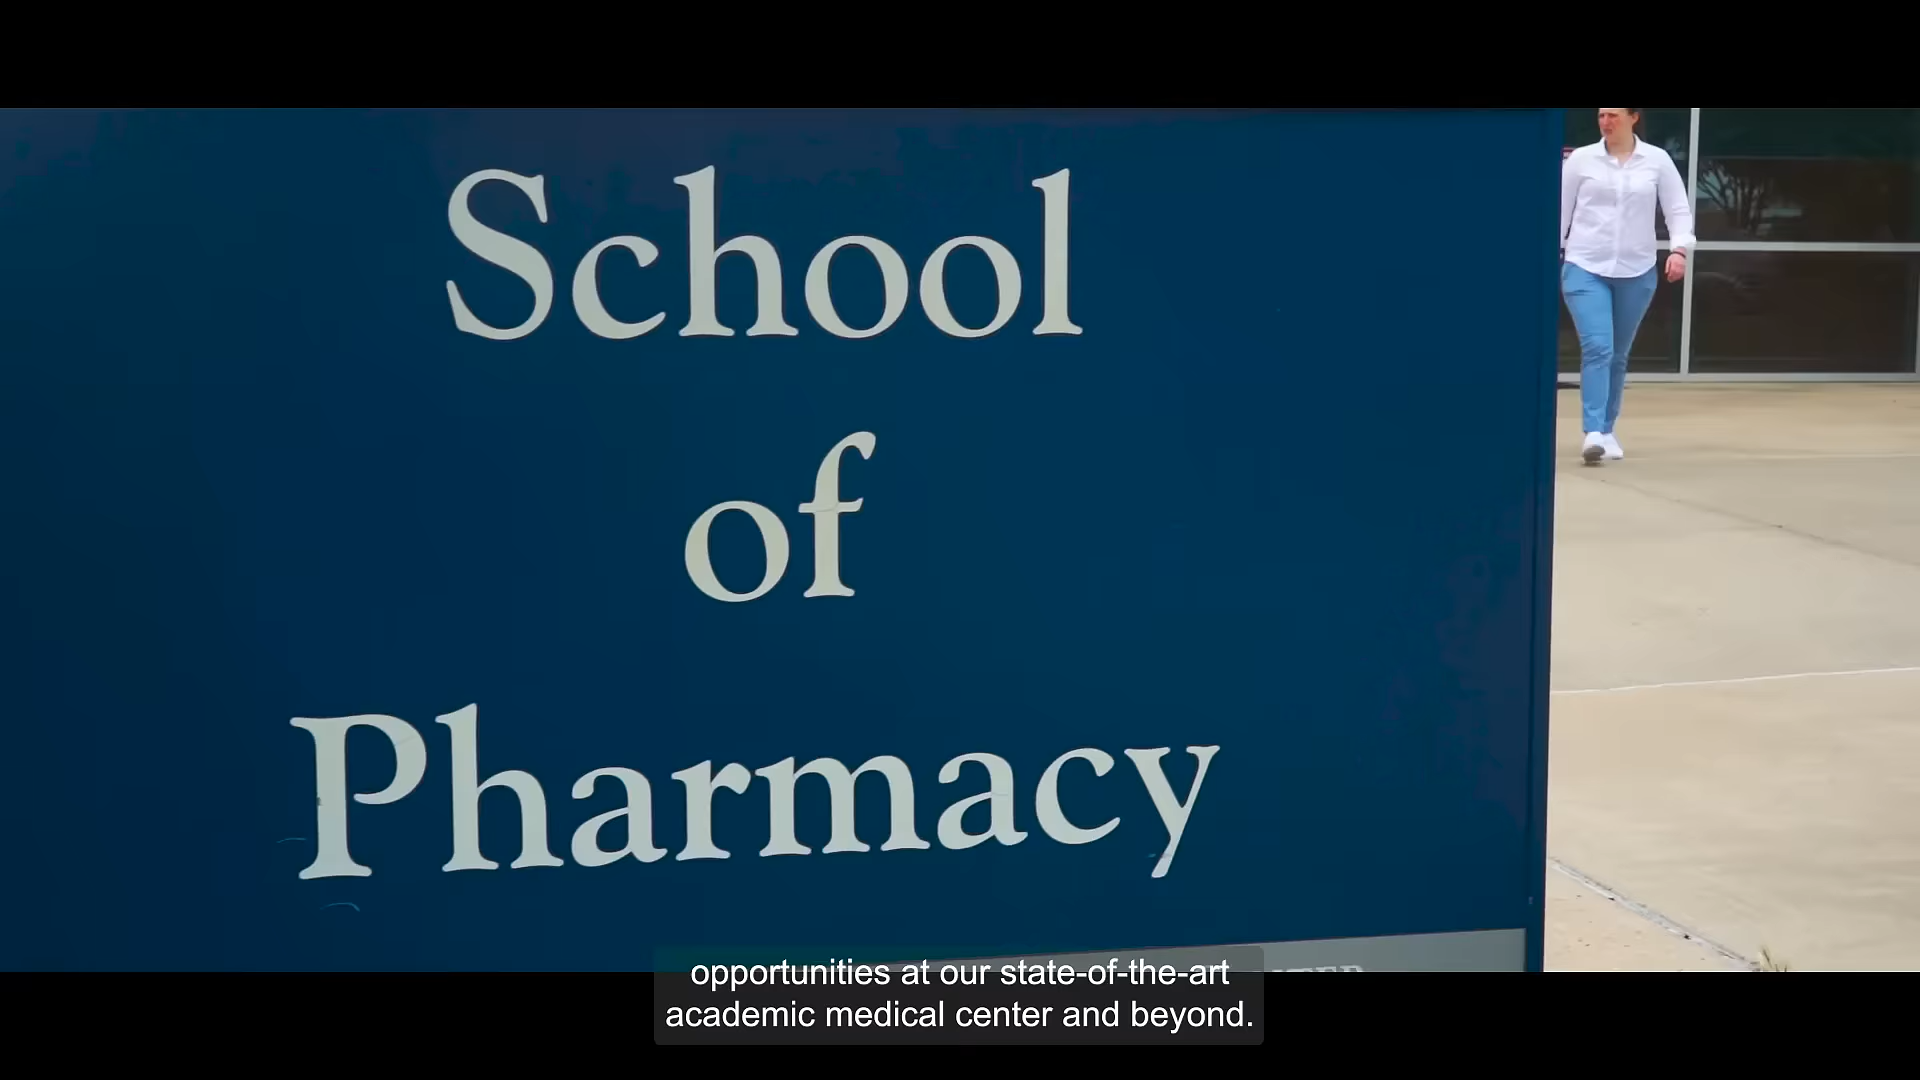 School
of
Pharmacy
opportunities at our state-of-the-art
academic medical center and beyond.